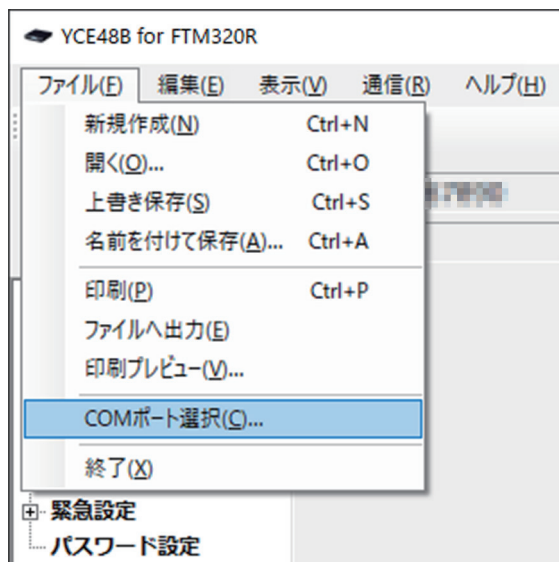 YCE48B for FTM320R
ファイル(F) 編集(E) 表示(V) 通信(R) ヘルプ(H)
新規作成(N) Ctrl+N
開く(O)... Ctrl+O
上書き保存(S) Ctrl+S
名前を付けて保存(A)... Ctrl+A
印刷(P) Ctrl+P
ファイルへ出力(E)
印刷プレビュー(V)...
COMポート選択(C)...
終了(X)
緊急設定
パスワード設定